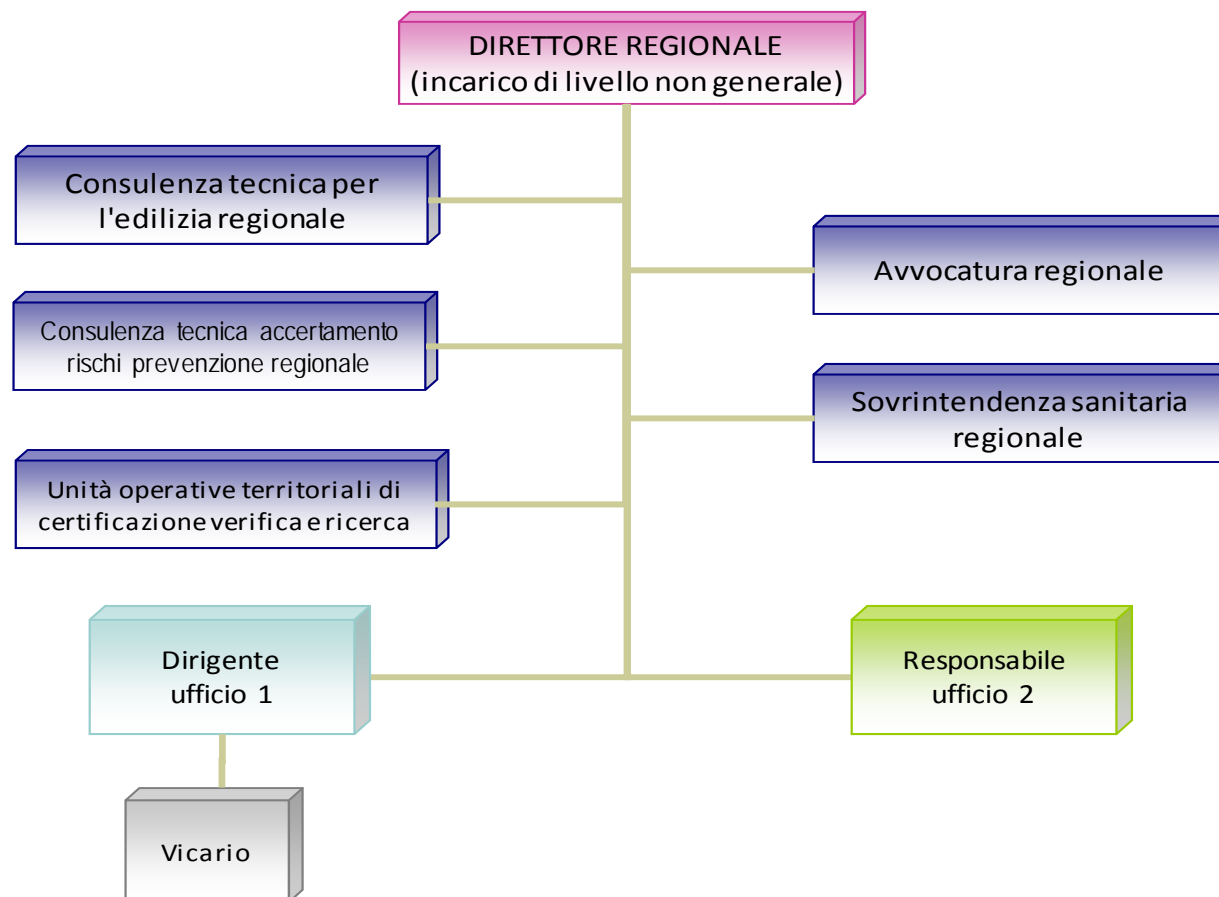 DIRETTORE REGIONALE
(incarico di livello non generale)
Consulenza tecnica per
l'edilizia regionale
Avvocatura regionale
Consulenza tecnica accertamento
rischi prevenzione regionale
Sovrintendenza sanitaria
regionale
Unità operative territoriali di
certificazione verifica e ricerca
Dirigente
ufficio 1
Responsabile
ufficio 2
Vicario